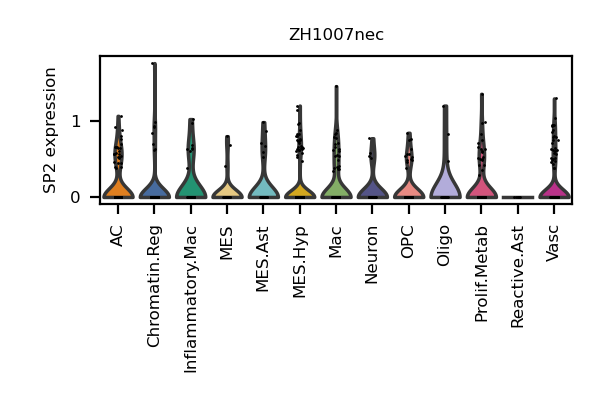 ZH1007nec
SP2 expression
1
0
AC
Chromatin.Reg
Inflammatory.Mac
MES
MES.Ast
MES.Hyp
Mac
Neuron
OPC
Oligo
Prolif.Metab
Reactive.Ast
Vasc